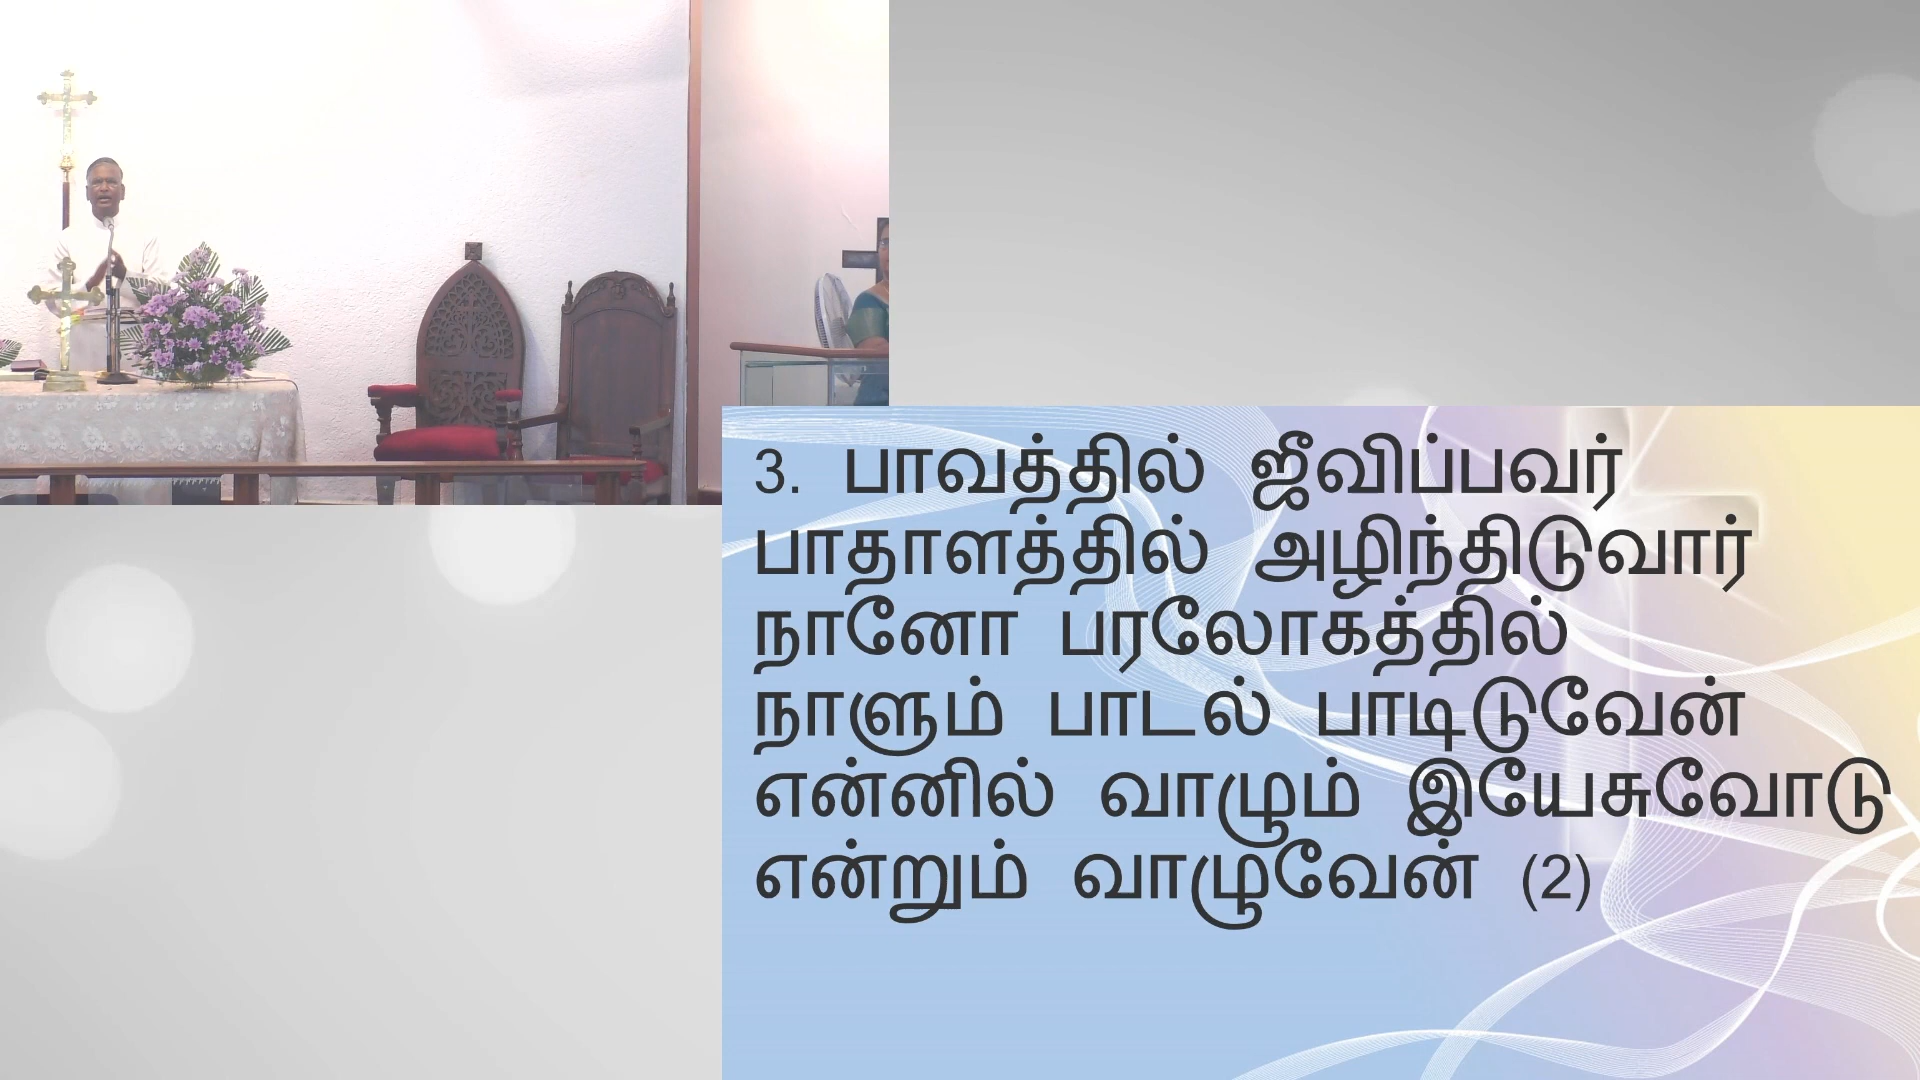 3. பாவத்தில் ஜீவிப்பவர்
பாதாளத்தில் அழிந்திடுவார்
நானோ பரலோகத்தில்
நாளும் பாடல் பாடிடுவேன்
என்னில் வாழும் இயேசுவோடு
என்றும் வாழுவேன் (2)